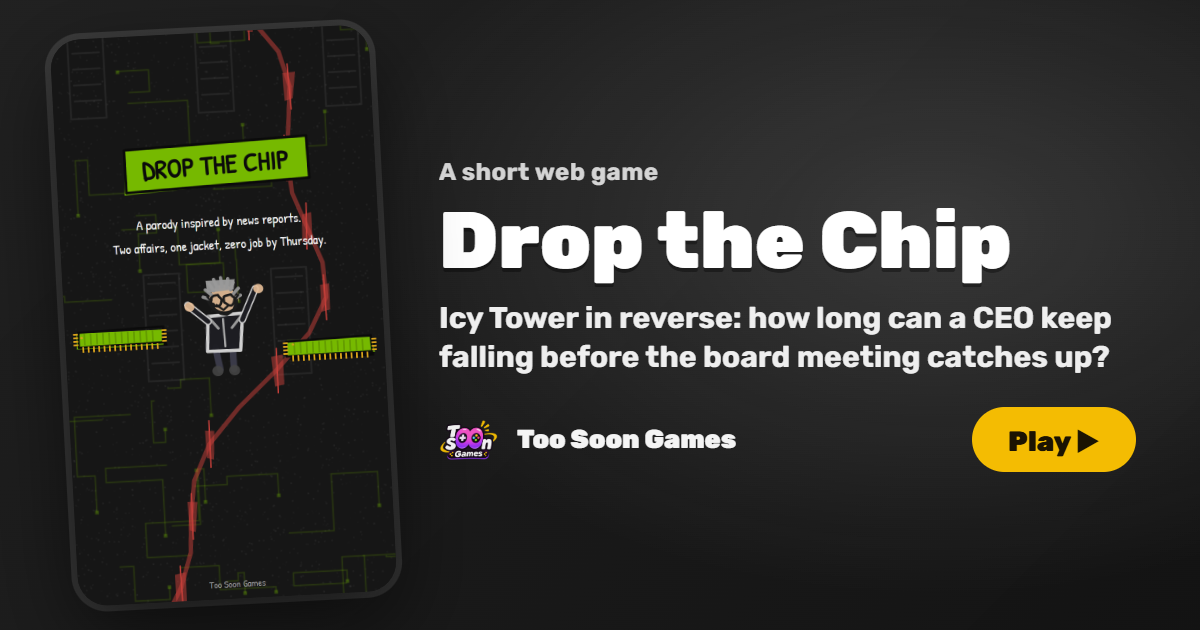 DROP THE CHIP
A parody inspired by news reports.
Two affairs, one jacket, zero job by Thursday.
Too Soon Games
A short web game
Drop the Chip
Icy Tower in reverse: how long can a CEO keep
falling before the board meeting catches up?
Too Soon Games
Too Soon Games
Play